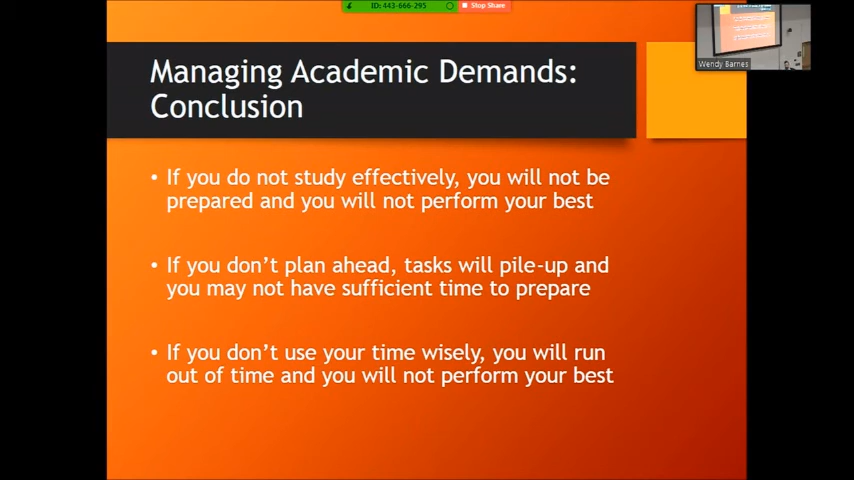 ID: 443-666-295
Stop Share
Wendy Barnes
Managing Academic Demands:
Conclusion
• If you do not study effectively, you will not be
prepared and you will not perform your best
• If you don't plan ahead, tasks will pile-up and
you may not have sufficient time to prepare
• If you don't use your time wisely, you will run
out of time and you will not perform your best